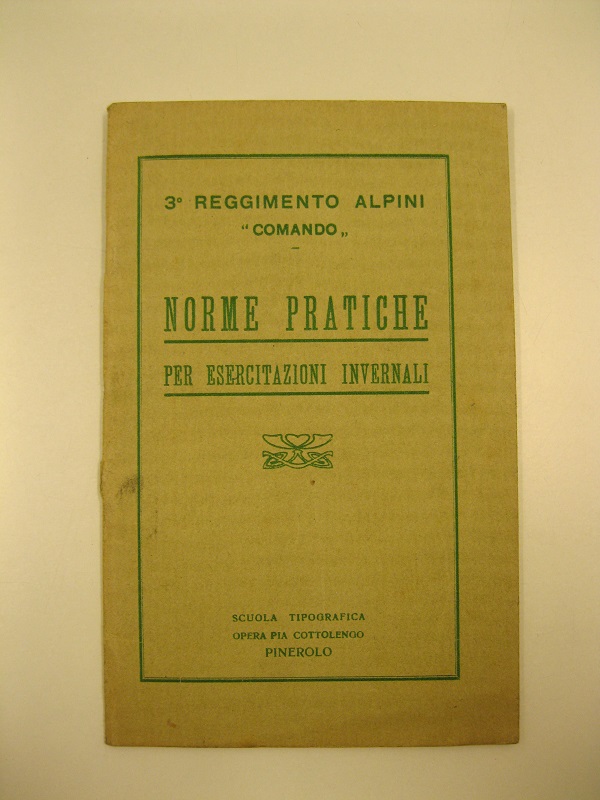 3° REGGIMENTO ALPINI
“COMANDO„
NORME PRATICHE
PER ESERCITAZIONI INVERNALI
SCUOLA TIPOGRAFICA
OPERA PIA COTTOLENGO
PINEROLO